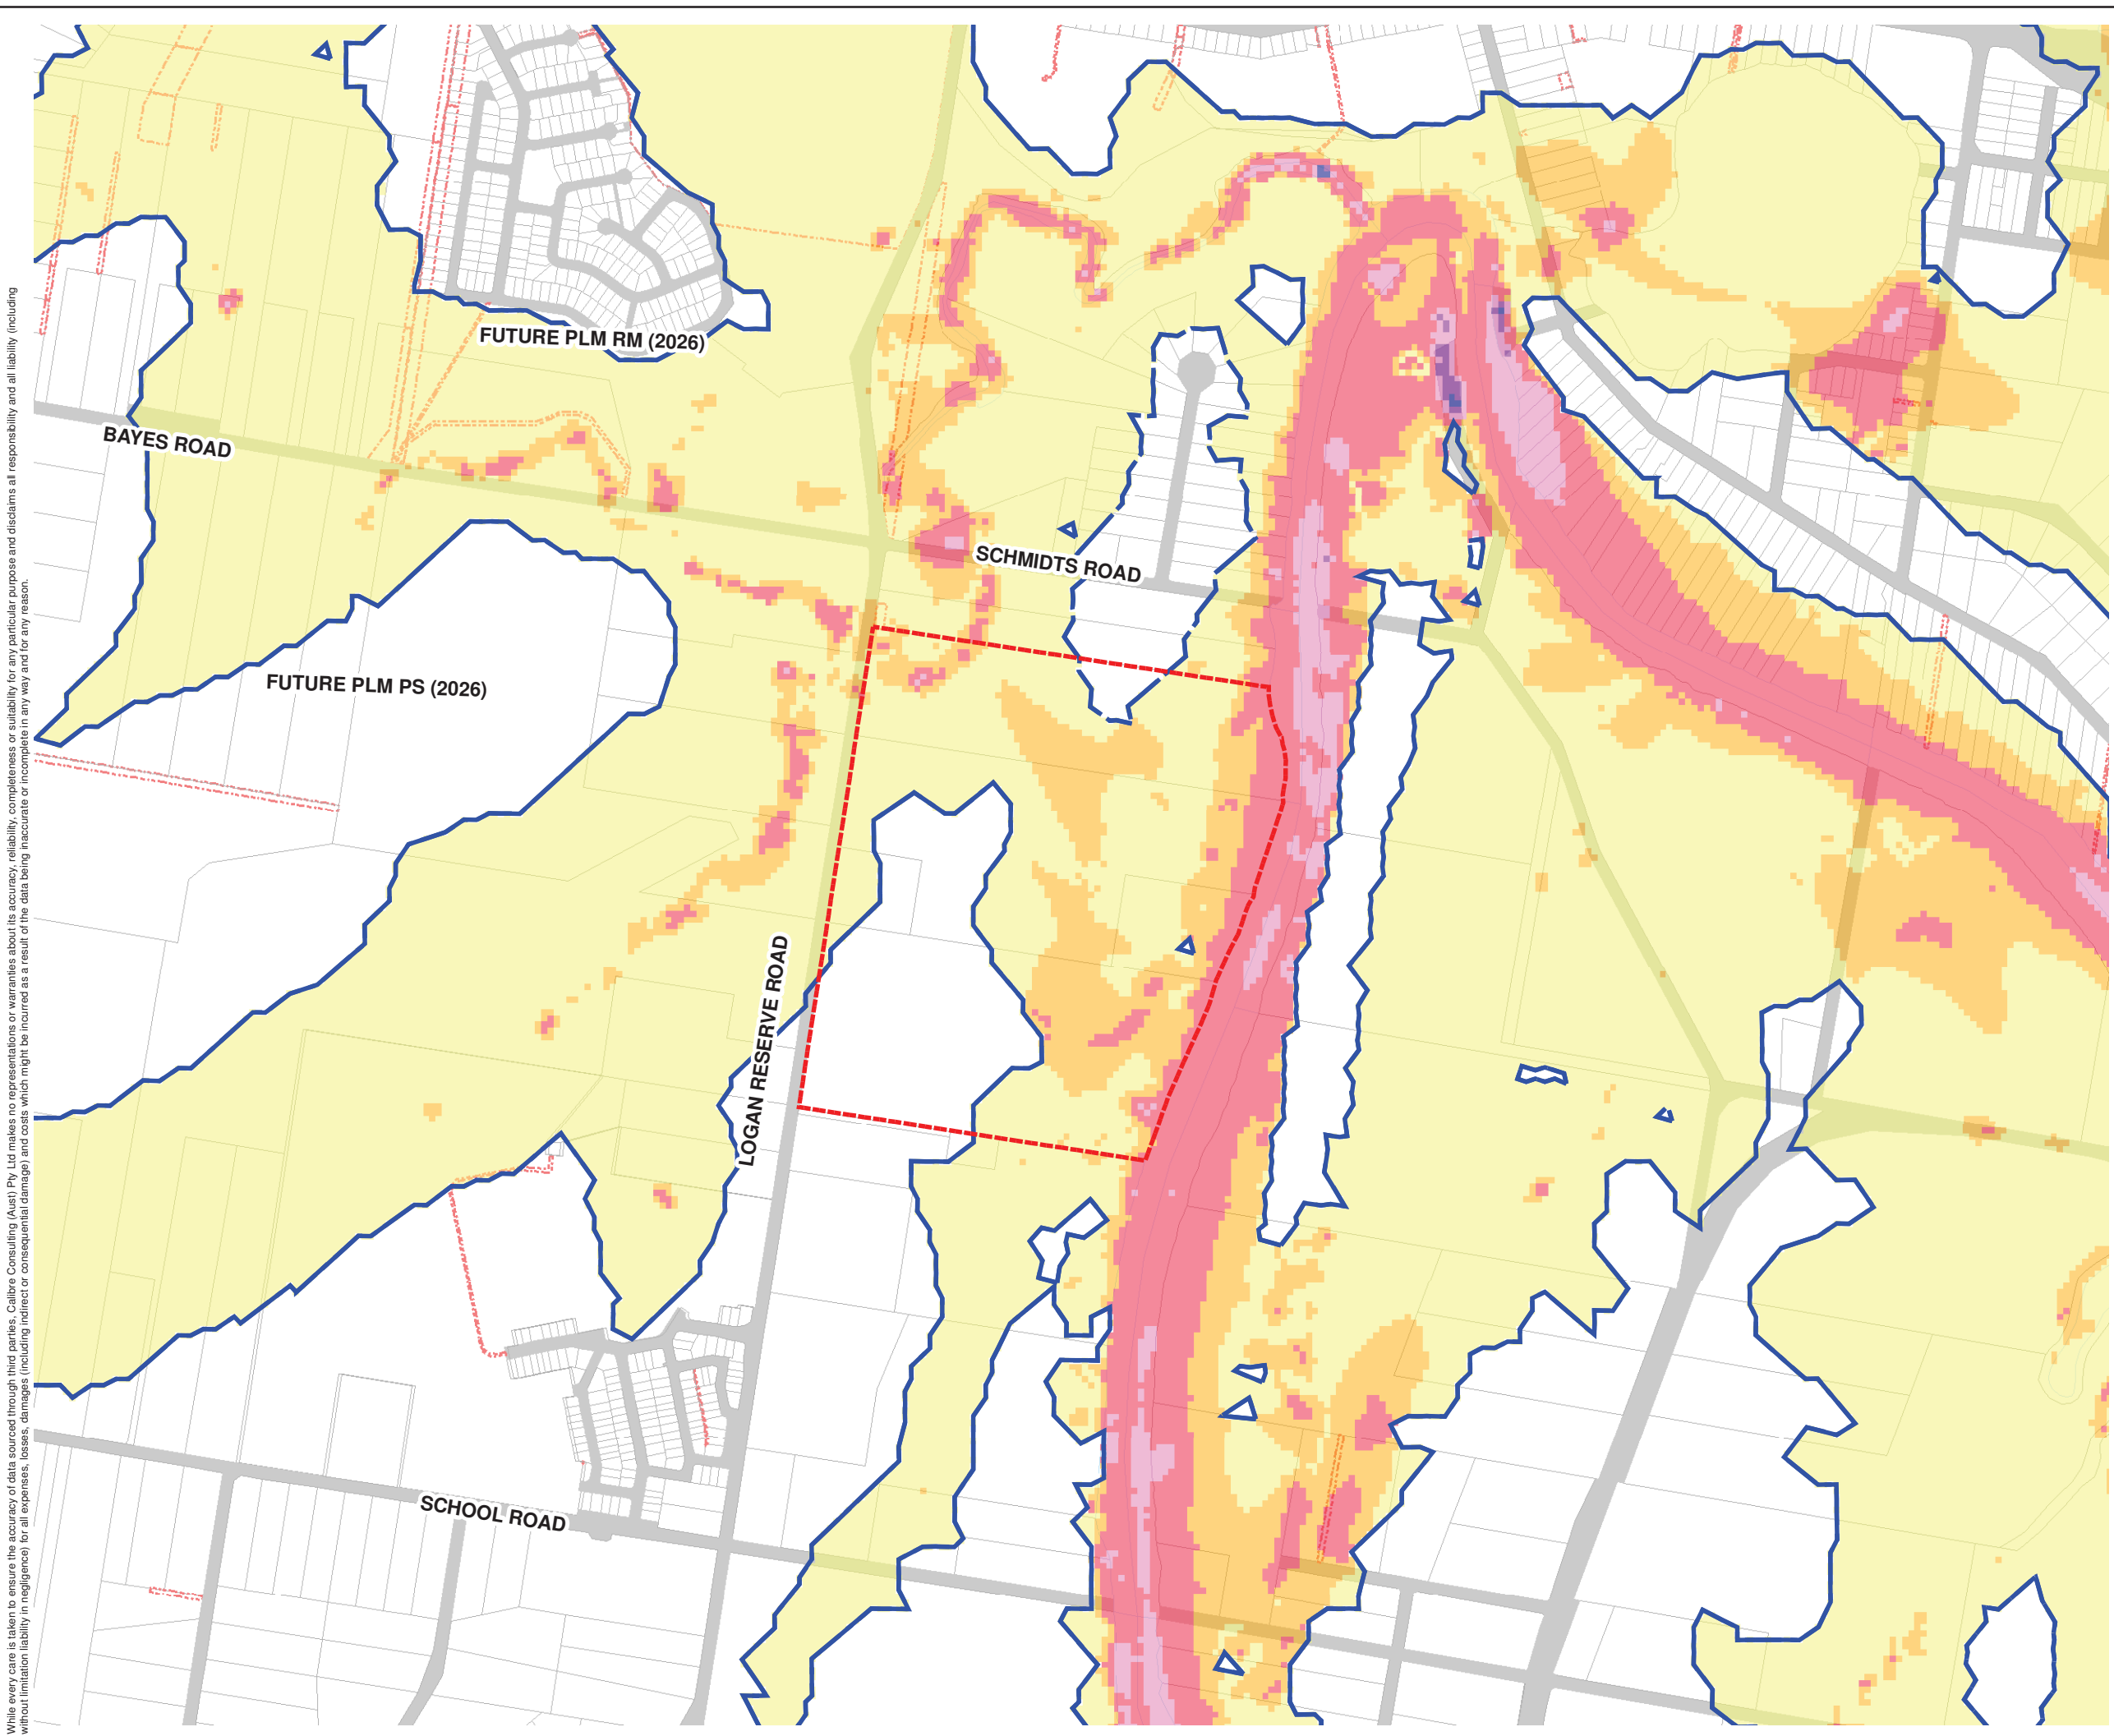 FUTURE PLM RM (2026)
BAYES ROAD
SCHMIDTS ROAD
FUTURE PLM PS (2026)
LOGAN RESERVE ROAD
SCHOOL ROAD
While every care is taken to ensure the accuracy of data sourced through third parties, Calibre Consulting (Aust) Pty Ltd makes no representations or warranties about its accuracy, reliability, completeness or suitability for any particular purpose and disclaims all responsibility and all liability (including
without limitation liability in negligence) for all expenses, losses, damages (including indirect or consequential damage) and costs which might be incurred as a result of the data being inaccurate or incomplete in any way and for any reason.